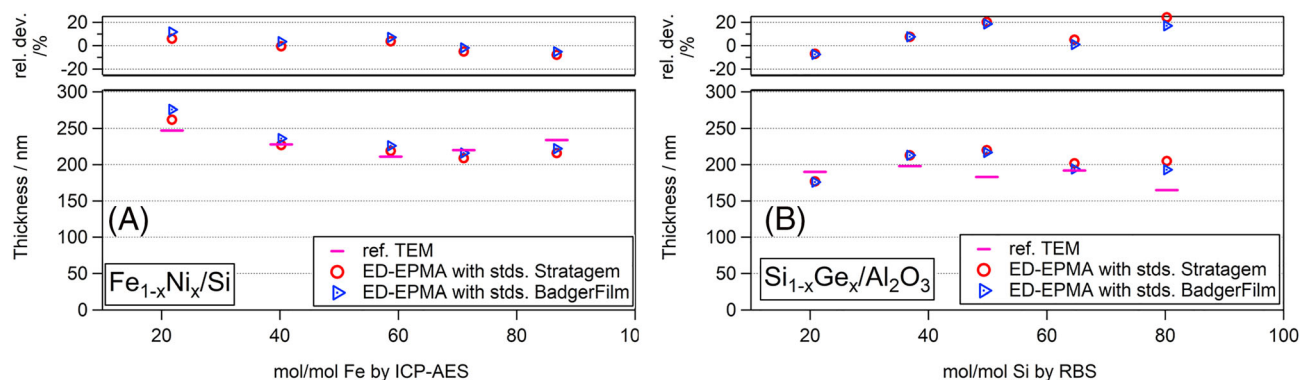 rel. dev.
/%
20
0
-20
Thickness / nm
300
250
200
150
100
50
0
(A)
Fe1-xNix/Si
ref. TEM
ED-EPMA with stds. Stratagem
ED-EPMA with stds. BadgerFilm
20
40
60
80
10
mol/mol Fe by ICP-AES
rel. dev.
/%
20
0
-20
Thickness / nm
300
250
200
150
100
50
0
(B)
Si1-xGex/Al2O3
ref. TEM
ED-EPMA with stds. Stratagem
ED-EPMA with stds. BadgerFilm
20
40
60
80
100
mol/mol Si by RBS